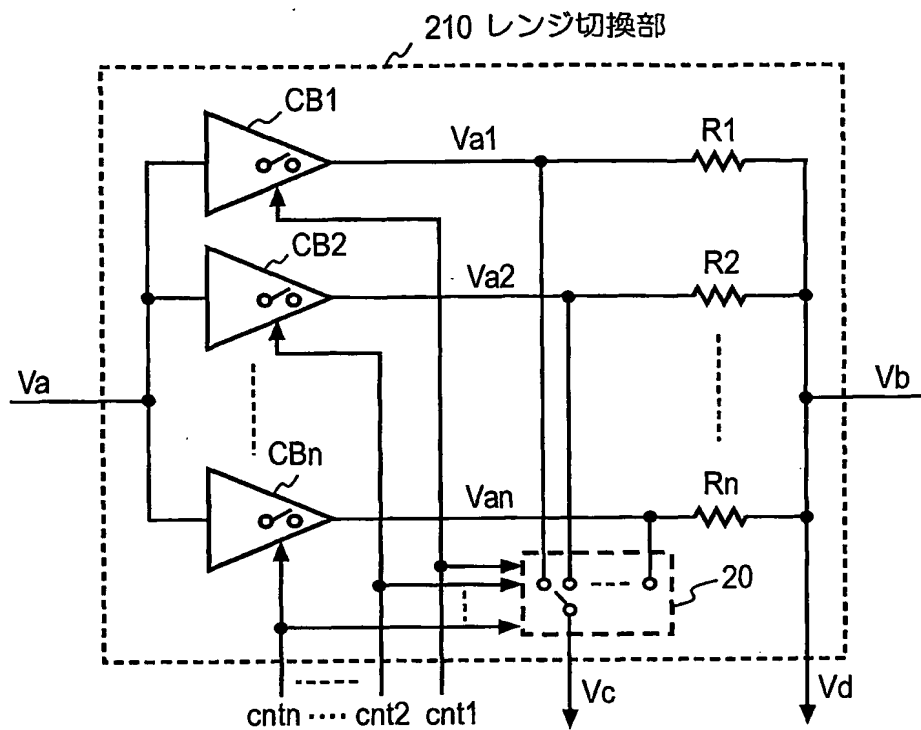 210 レンジ切換部
CB1
Va1
R1
CB2
Va2
R2
Va
Vb
CBn
Van
Rn
20
cntn ···· cnt2 cnt1
Vc
Vd